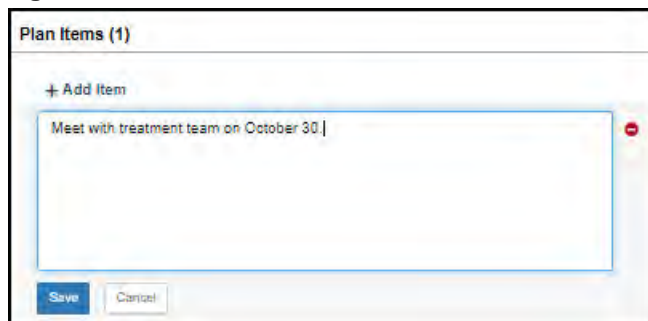 Plan Items (1)
+ Add Item
Meet with treatment team on October 30.
Save
Cancel